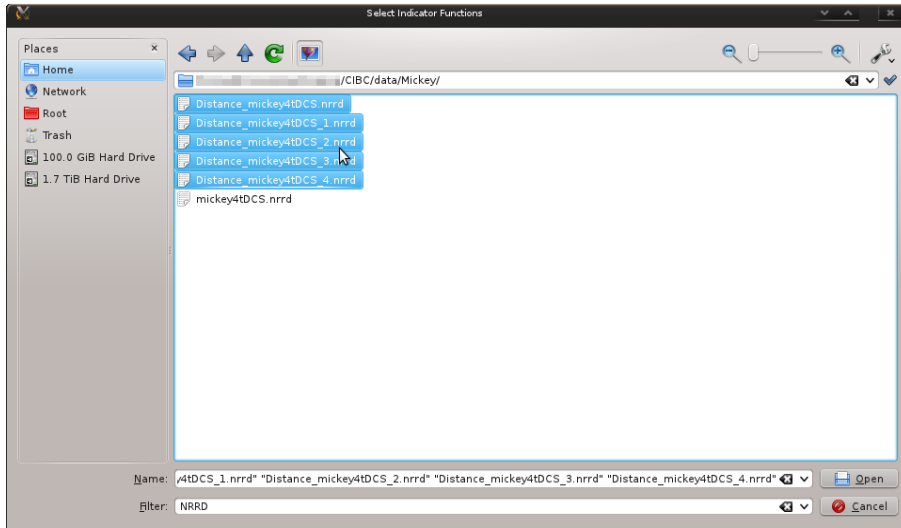 Select Indicator Functions
Places
Home
Network
Root
Trash
100.0 GiB Hard Drive
1.7 TiB Hard Drive
/CIBC/data/Mickey/
Distance_mickey4tDCS.nrrd
Distance_mickey4tDCS_1.nrrd
Distance_mickey4tDCS_2.nrrd
Distance_mickey4tDCS_3.nrrd
Distance_mickey4tDCS_4.nrrd
mickey4tDCS.nrrd
Name: /4tDCS_1.nrrd" "Distance_mickey4tDCS_2.nrrd" "Distance_mickey4tDCS_3.nrrd" "Distance_mickey4tDCS_4.nrrd" Open
Filter: NRRD Cancel